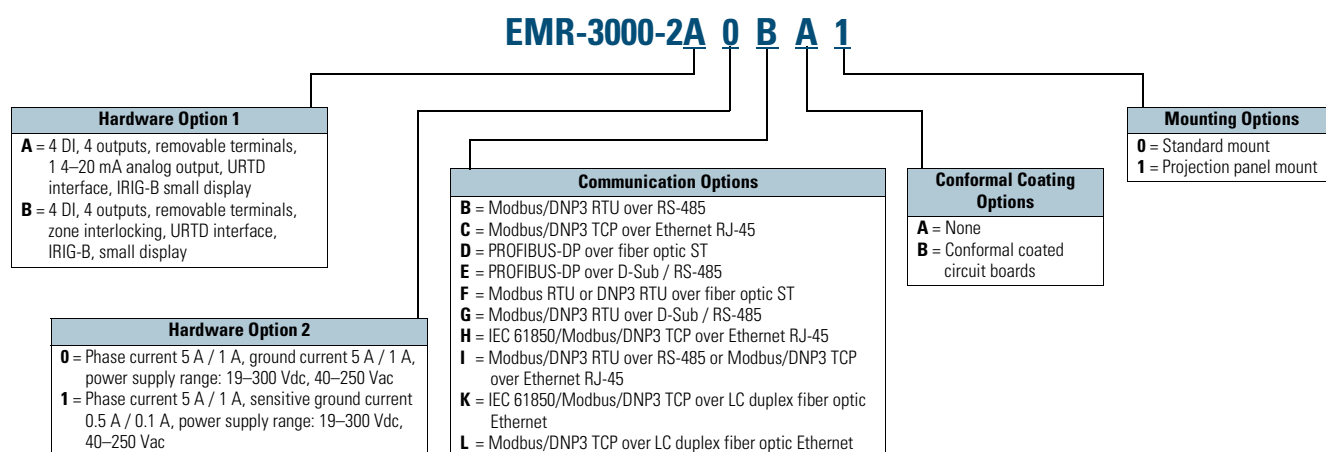 EMR-3000-2A 0 B A 1
Hardware Option 1
A = 4 DI, 4 outputs, removable terminals,
1 4–20 mA analog output, URTD
interface, IRIG-B small display
B = 4 DI, 4 outputs, removable terminals,
zone interlocking, URTD interface,
IRIG-B, small display
Hardware Option 2
0 = Phase current 5 A / 1 A, ground current 5 A / 1 A,
power supply range: 19–300 Vdc, 40–250 Vac
1 = Phase current 5 A / 1 A, sensitive ground current
0.5 A / 0.1 A, power supply range: 19–300 Vdc,
40–250 Vac
Communication Options
B = Modbus/DNP3 RTU over RS-485
C = Modbus/DNP3 TCP over Ethernet RJ-45
D = PROFIBUS-DP over fiber optic ST
E = PROFIBUS-DP over D-Sub / RS-485
F = Modbus RTU or DNP3 RTU over fiber optic ST
G = Modbus/DNP3 RTU over D-Sub / RS-485
H = IEC 61850/Modbus/DNP3 TCP over Ethernet RJ-45
I = Modbus/DNP3 RTU over RS-485 or Modbus/DNP3 TCP
over Ethernet RJ-45
K = IEC 61850/Modbus/DNP3 TCP over LC duplex fiber optic
Ethernet
L = Modbus/DNP3 TCP over LC duplex fiber optic Ethernet
Conformal Coating
Options
A = None
B = Conformal coated
circuit boards
Mounting Options
0 = Standard mount
1 = Projection panel mount